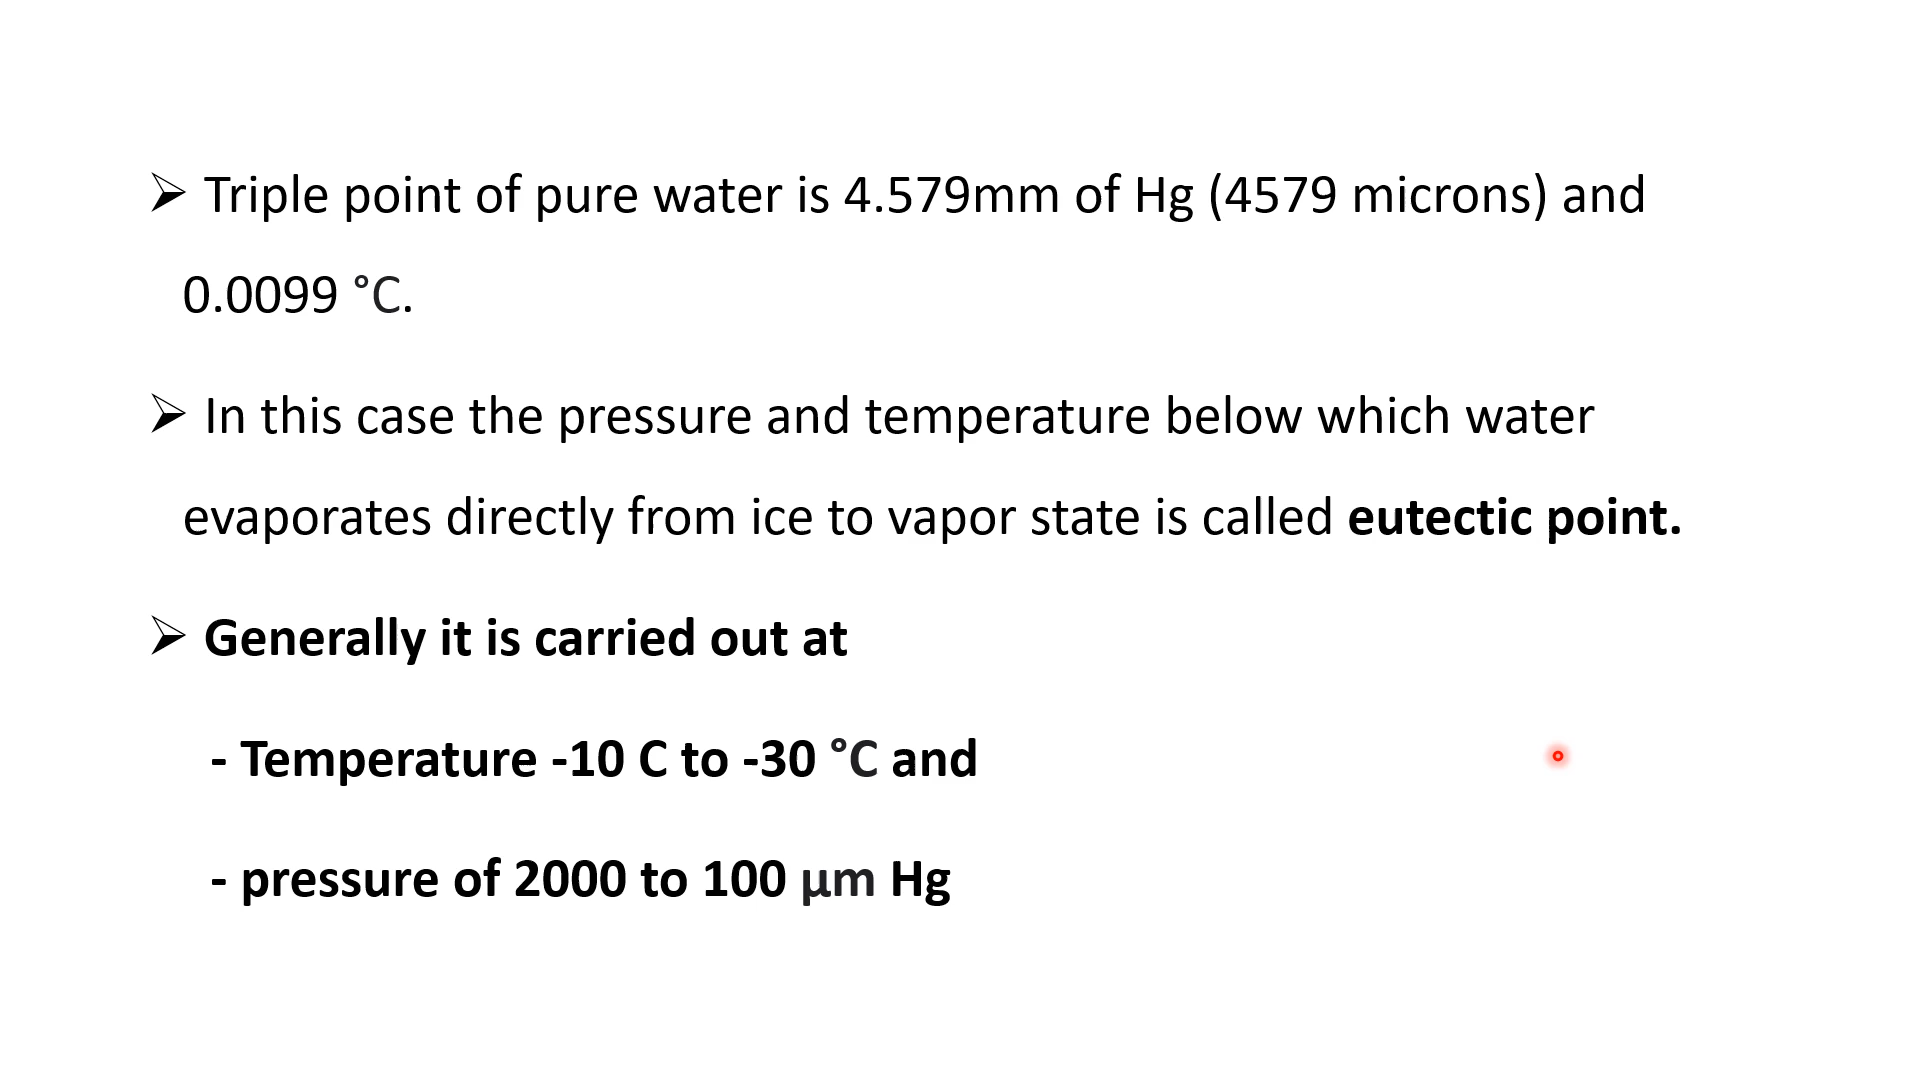 ➢ Triple point of pure water is 4.579mm of Hg (4579 microns) and
0.0099 °C.
➢ In this case the pressure and temperature below which water
evaporates directly from ice to vapor state is called eutectic point.
➢ Generally it is carried out at
- Temperature -10 C to -30 °C and
- pressure of 2000 to 100 µm Hg